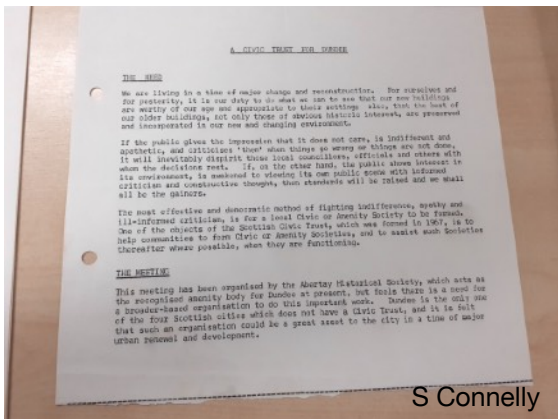 A CIVIC TRUST FOR DUNDEE
THE NEED
We are living in a time of major change and reconstruction. For ourselves and
for posterity, it is our duty to do what we can to see that our new buildings
are worthy of our age and appropriate to their setting; also, that the best of
our older buildings, not only those of obvious historic interest, are preserved
and incorporated in our new and changing environment.
If the public gives the impression that it does not care, is indifferent and
apathetic, and criticises 'them' when things go wrong or things are not done,
it will inevitably dispirit those local councillors, officials and others with
whom the decisions rest. If, on the other hand, the public shows interest in
its environment, is awakened to viewing its own public scene with informed
criticism and constructive thought, then standards will be raised and we shall
all be the gainers.
The most effective and democratic method of fighting indifference, apathy and
ill-informed criticism, is for a local Civic or Amenity Society to be formed.
One of the objects of the Scottish Civic Trust, which was formed in 1967, is to
help communities to form Civic or Amenity Societies, and to assist such Societies
thereafter where possible, when they are functioning.
THE MEETING
This meeting has been organised by the Abertay Historical Society, which acts as
the recognised amenity body for Dundee at present, but feels there is a need for
a broader-based organisation to do this important work. Dundee is the only one
of the four Scottish cities which does not have a Civic Trust, and it is felt
that such an organisation could be a great asset to the city in a time of major
urban renewal and development.
S Connelly